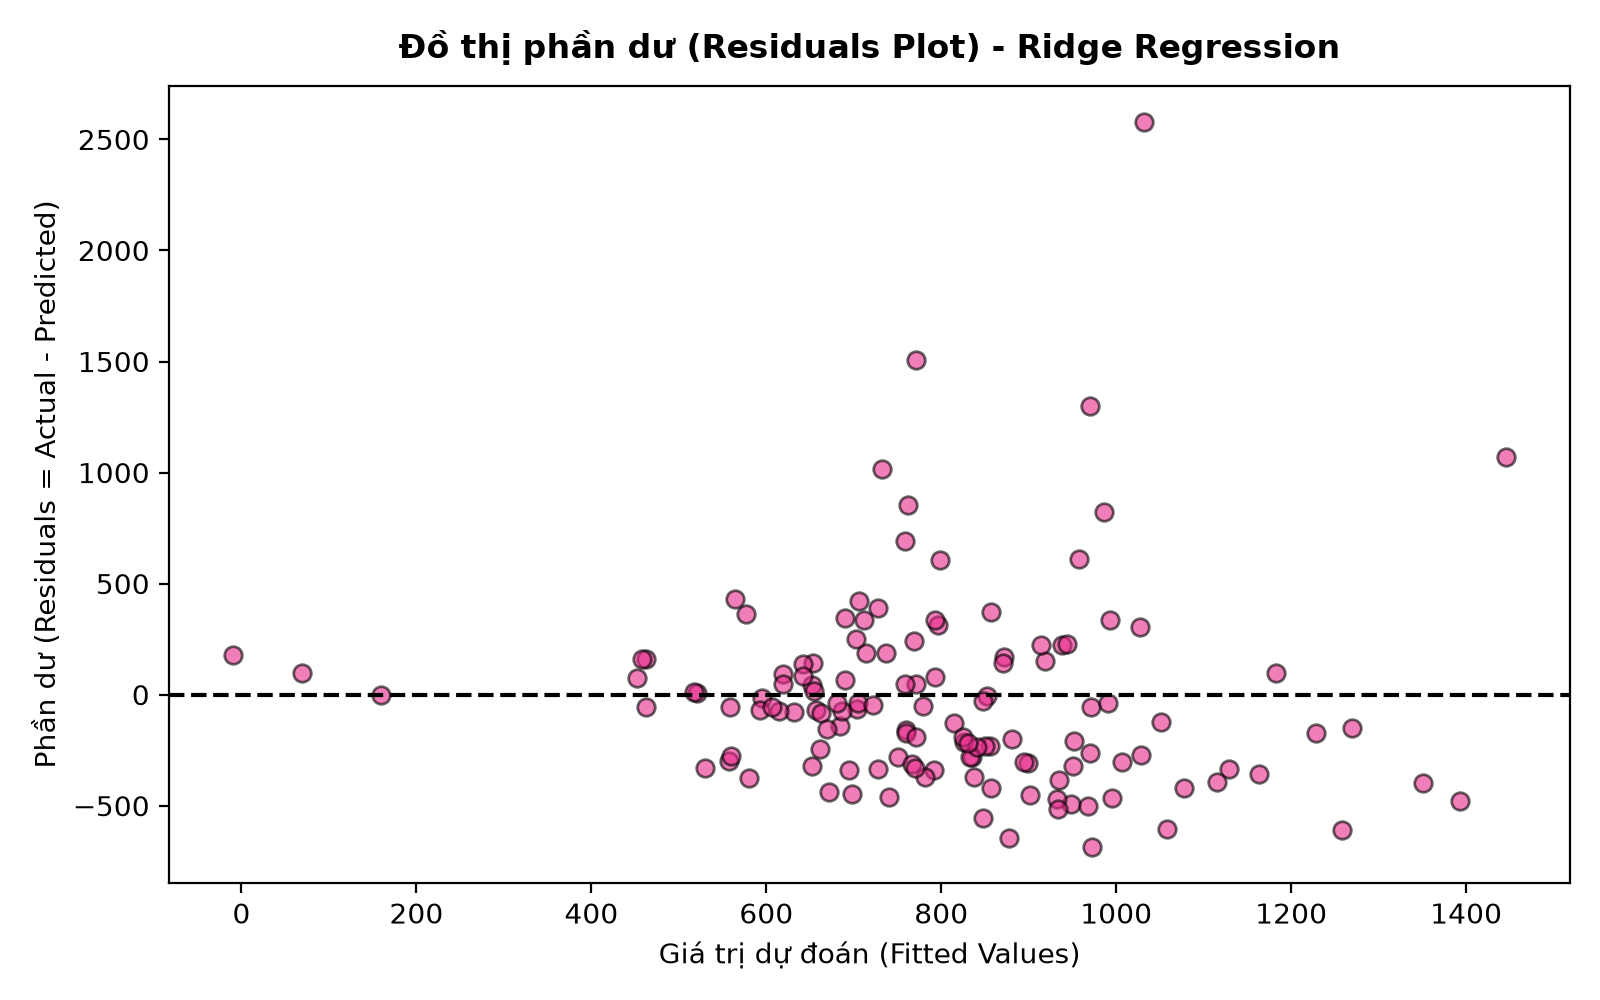 Đồ thị phần dư (Residuals Plot) - Ridge Regression
Phần dư (Residuals = Actual - Predicted)
2500
2000
1500
1000
500
0
−500
0 200 400 600 800 1000 1200 1400
Giá trị dự đoán (Fitted Values)